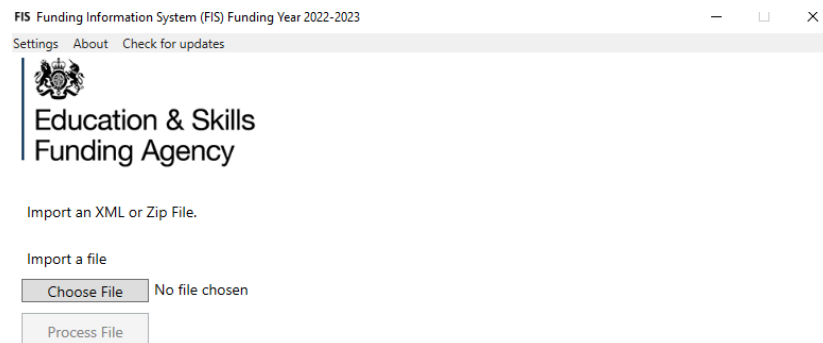 FIS Funding Information System (FIS) Funding Year 2022-2023
Settings About Check for updates
Education & Skills
Funding Agency
Import an XML or Zip File.
Import a file
Choose File No file chosen
Process File